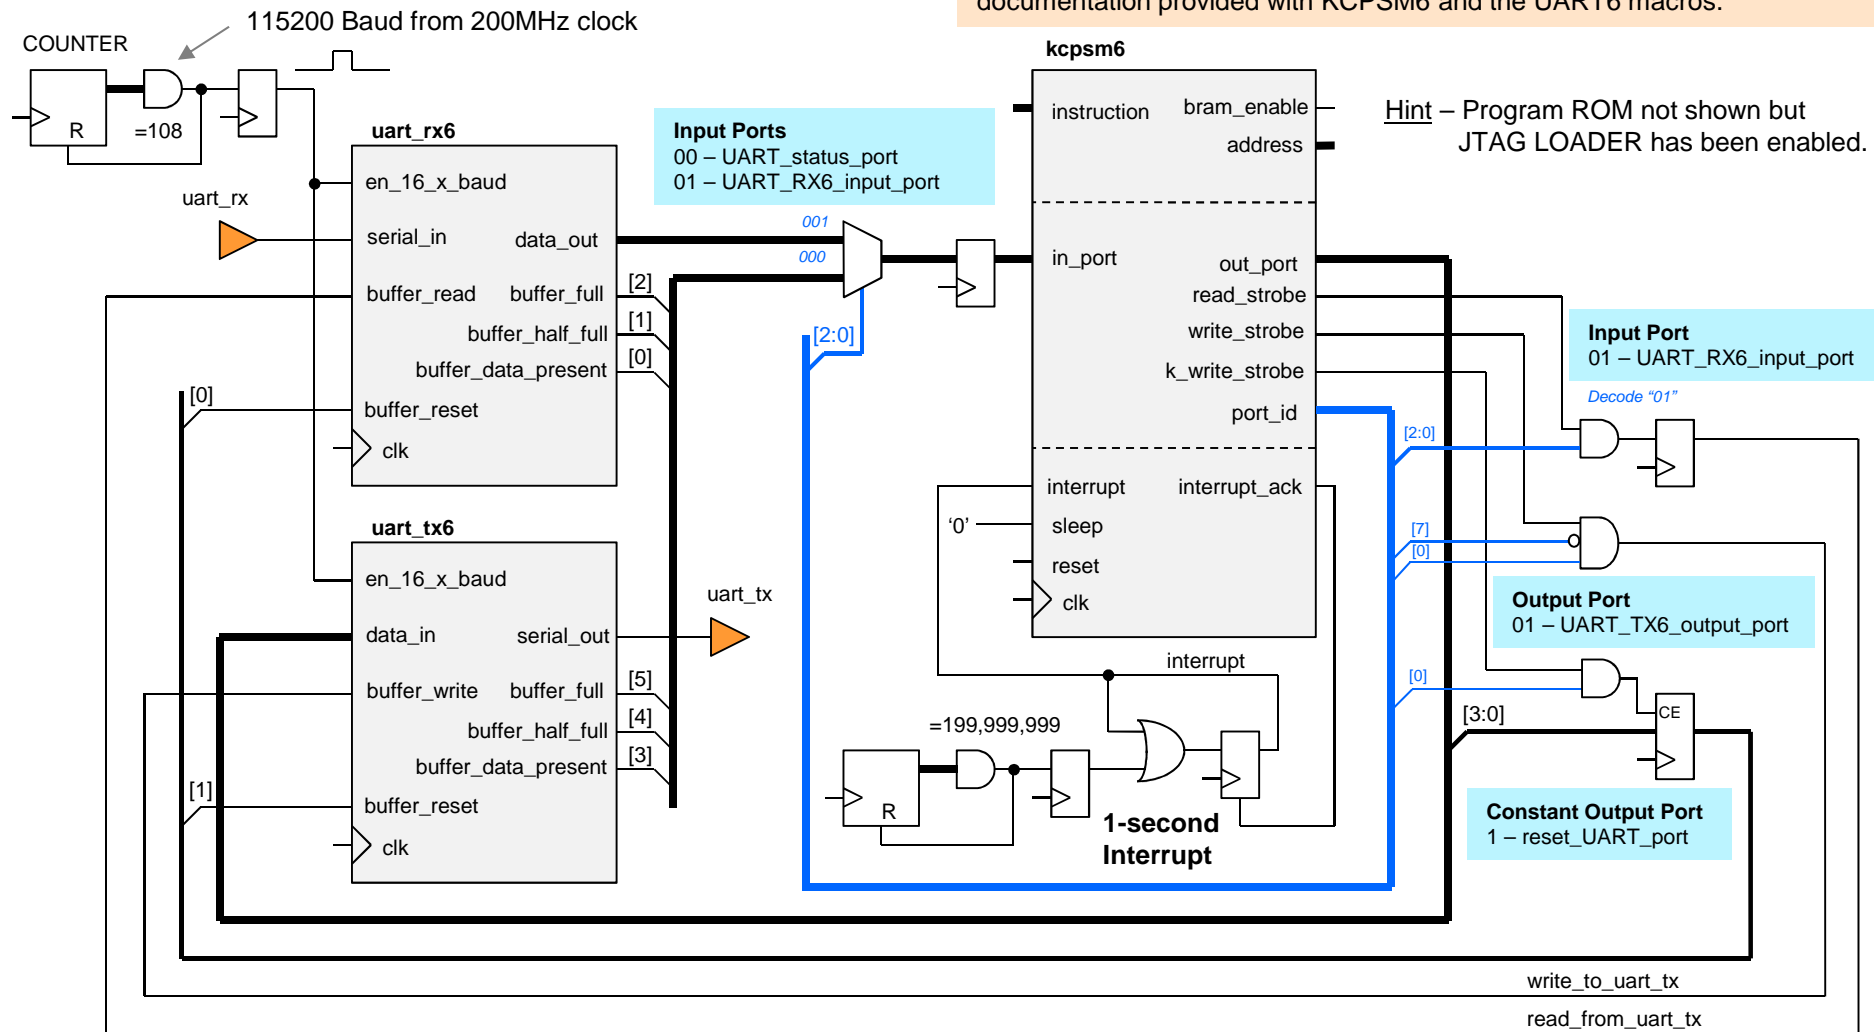 documentation provided with KCPSM6 and the UART6 macros.
115200 Baud from 200MHz clock
COUNTER
R
=108
kcpsm6
instruction
bram_enable
address
Hint – Program ROM not shown but
JTAG LOADER has been enabled.
uart_rx6
en_16_x_baud
uart_rx
serial_in
data_out
buffer_read
buffer_full
[2]
buffer_half_full
[1]
buffer_data_present
[0]
[0]
buffer_reset
clk
Input Ports
00 – UART_status_port
01 – UART_RX6_input_port
001
000
[2:0]
in_port
out_port
read_strobe
write_strobe
k_write_strobe
port_id
Input Port
01 – UART_RX6_input_port
Decode “01”
[2:0]
interrupt
interrupt_ack
‘0’
sleep
reset
clk
[7]
[0]
Output Port
01 – UART_TX6_output_port
uart_tx6
en_16_x_baud
uart_tx
data_in
serial_out
buffer_write
buffer_full
[5]
buffer_half_full
[4]
buffer_data_present
[3]
[1]
buffer_reset
clk
interrupt
=199,999,999
R
1-second
Interrupt
[0]
[3:0]
CE
Constant Output Port
1 – reset_UART_port
write_to_uart_tx
read_from_uart_tx